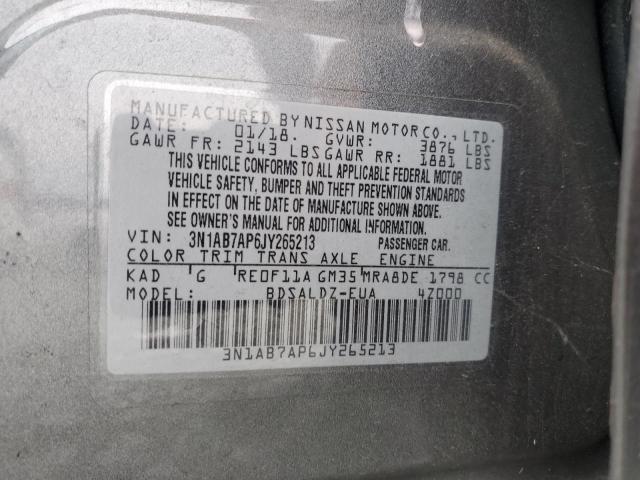 MANUFACTURED BY NISSAN MOTOR CO., LTD.
DATE: 01/18. GVWR: 3876 LBS
GAWR FR: 2143 LBS GAWR RR: 1881 LBS
THIS VEHICLE CONFORMS TO ALL APPLICABLE FEDERAL MOTOR
VEHICLE SAFETY, BUMPER AND THEFT PREVENTION STANDARDS
IN EFFECT ON THE DATE OF MANUFACTURE SHOWN ABOVE.
SEE OWNER'S MANUAL FOR ADDITIONAL INFORMATION.
VIN: 3N1AB7AP6JY265213 PASSENGER CAR.
COLOR TRIM TRANS AXLE ENGINE
KAD G RE0F11A GM35 MRA8DE 1798 CC
MODEL: BDSALDZ-EUA 4Z000
3N1AB7AP6JY265213